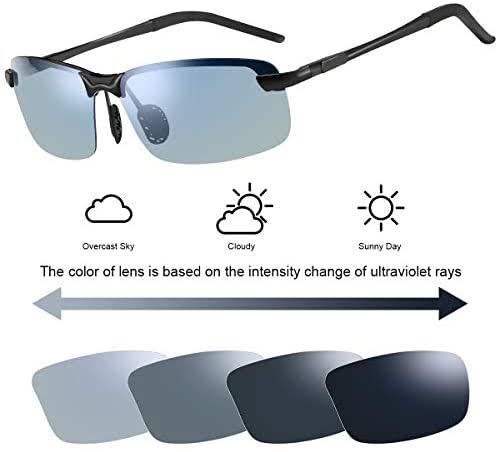 Overcast Sky
Cloudy
Sunny Day
The color of lens is based on the intensity change of ultraviolet rays